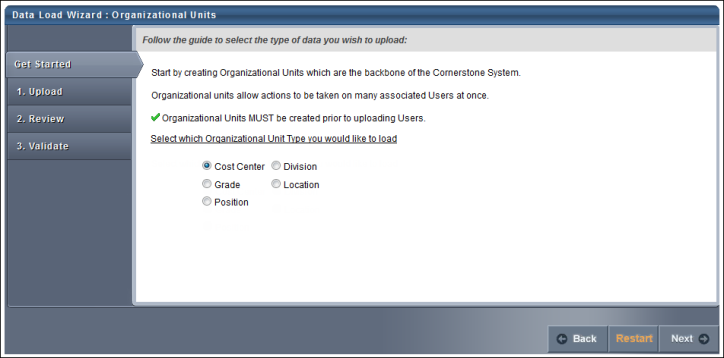 Data Load Wizard : Organizational Units
Follow the guide to select the type of data you wish to upload:
Get Started
1. Upload
2. Review
3. Validate
Start by creating Organizational Units which are the backbone of the Cornerstone System.
Organizational units allow actions to be taken on many associated Users at once.
Organizational Units MUST be created prior to uploading Users.
Select which Organizational Unit Type you would like to load
Cost Center Division
Grade Location
Position
Back Restart Next